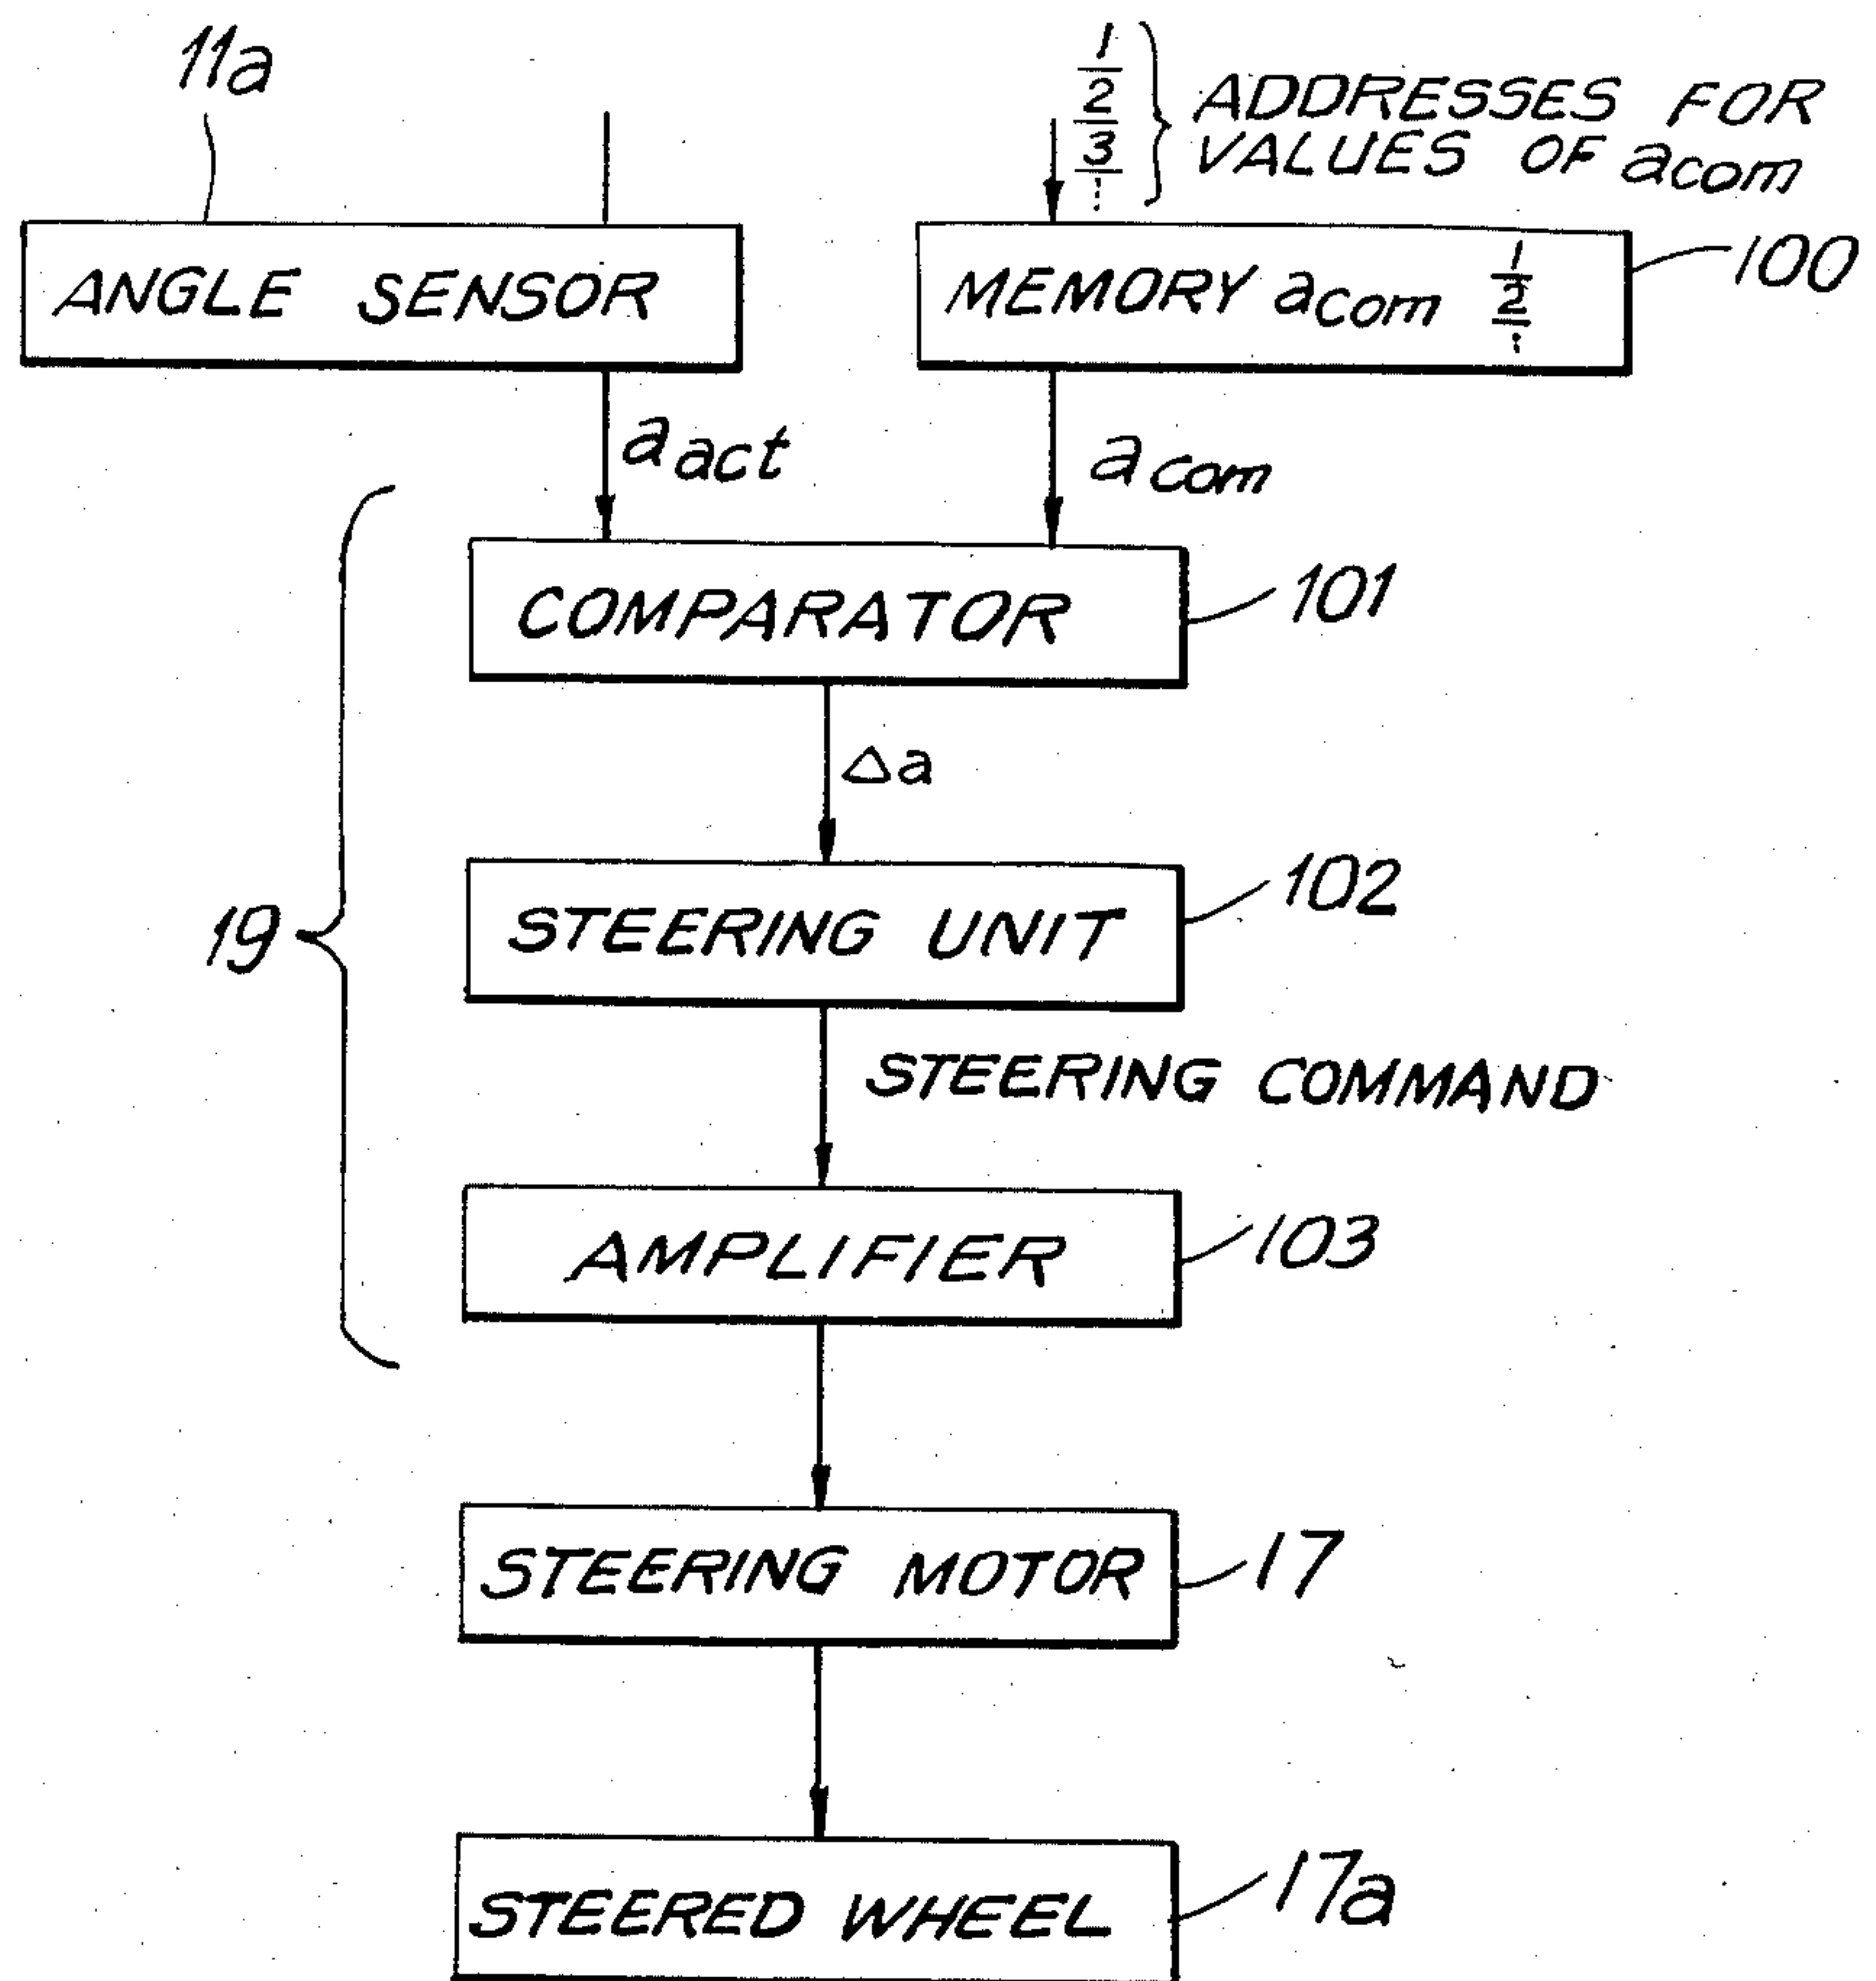 11a
1
2
3
ADDRESSES FOR
VALUES OF acom
ANGLE SENSOR
MEMORY acom 1
2
100
aact
acom
COMPARATOR
101
Δa
19
STEERING UNIT
102
STEERING COMMAND
AMPLIFIER
103
STEERING MOTOR
17
STEERED WHEEL
17a